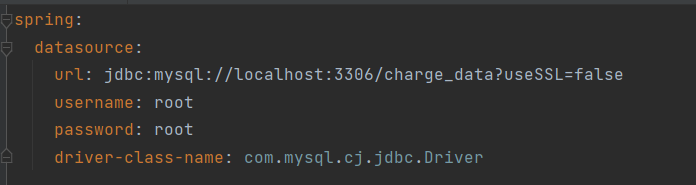 spring:
  datasource:
    url: jdbc:mysql://localhost:3306/charge_data?useSSL=false
    username: root
    password: root
    driver-class-name: com.mysql.cj.jdbc.Driver